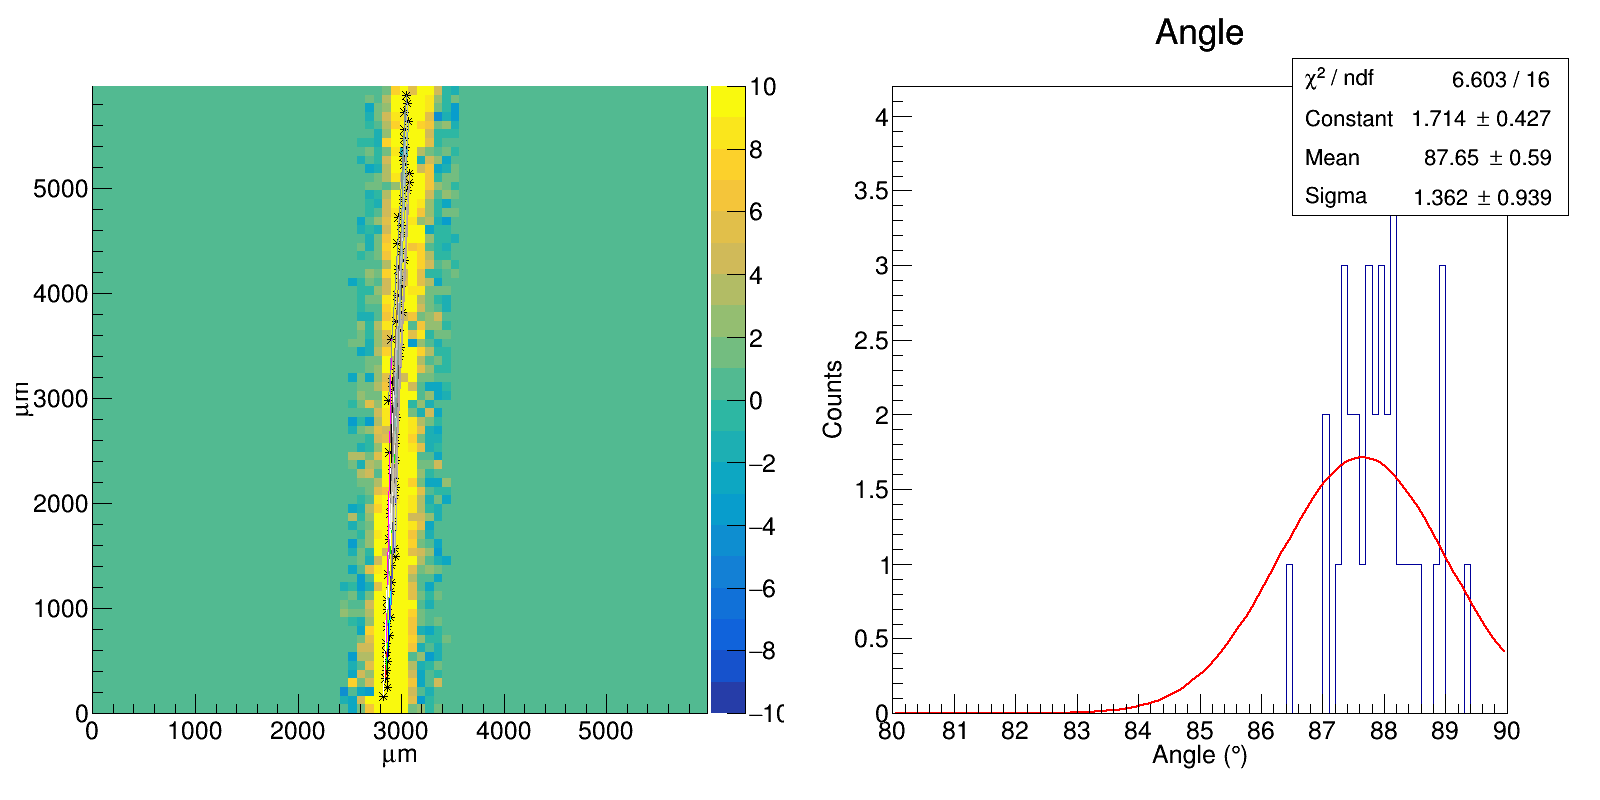 Angle
χ² / ndf 6.603 / 16
Constant 1.714 ± 0.427
Mean 87.65 ± 0.59
Sigma 1.362 ± 0.939
10
8
6
4
2
0
−2
−4
−6
−8
−10
5000
4000
3000
2000
1000
0
μm
0 1000 2000 3000 4000 5000
μm
4
3.5
3
2.5
2
1.5
1
0.5
0
Counts
80 81 82 83 84 85 86 87 88 89 90
Angle (°)